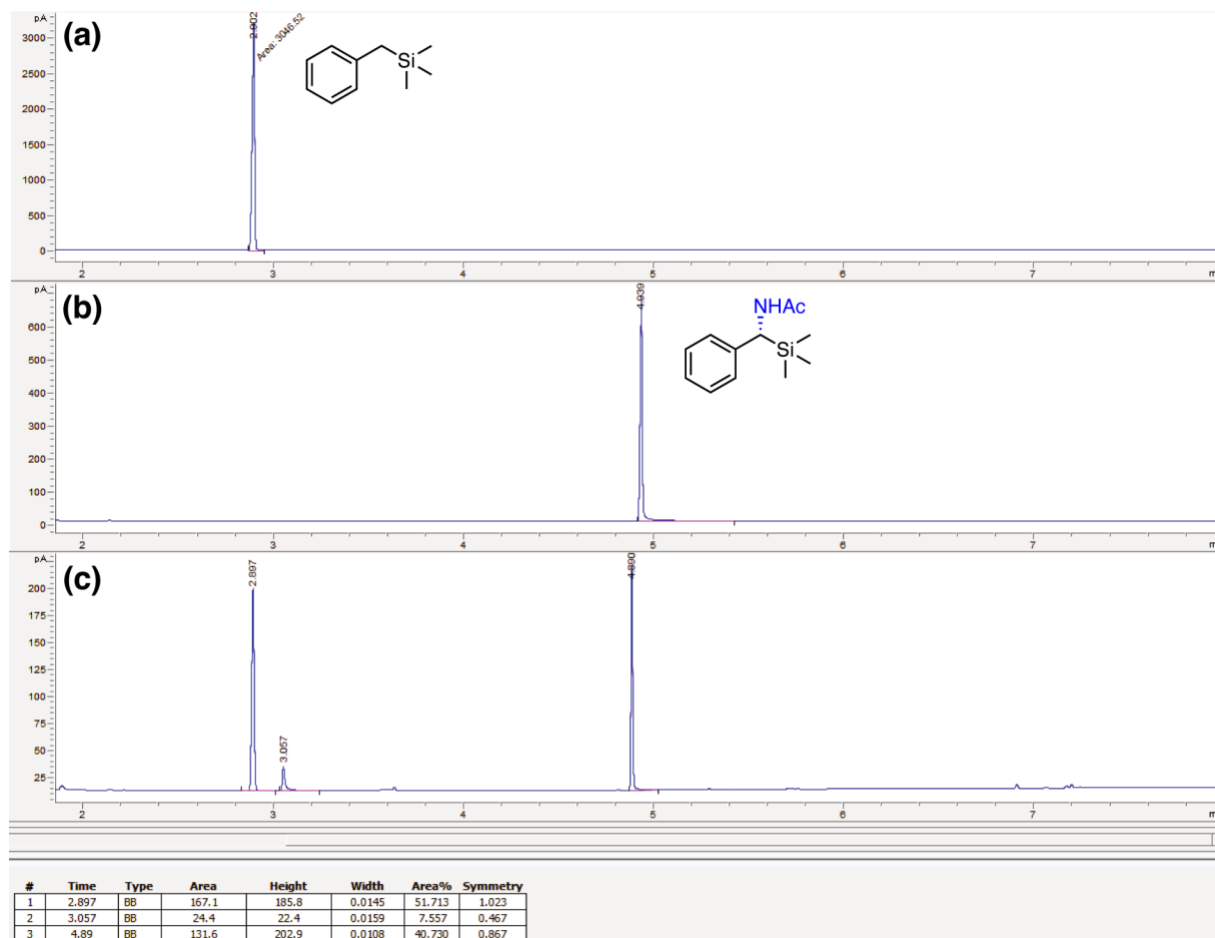 pA
(a)
2.902
Area: 3046.52
Si
3000
2500
2000
1500
1000
500
0
2 3 4 5 6 7 m
pA
(b)
4.939
NHAc
Si
600
500
400
300
200
100
0
2 3 4 5 6 7 m
pA
(c)
2.897
3.057
4.890
200
175
150
125
100
75
50
25
2 3 4 5 6 7 m
# Time Type Area Height Width Area% Symmetry
1 2.897 BB 167.1 185.8 0.0145 51.713 1.023
2 3.057 BB 24.4 22.4 0.0159 7.557 0.467
3 4.89 BB 131.6 202.9 0.0108 40.730 0.867